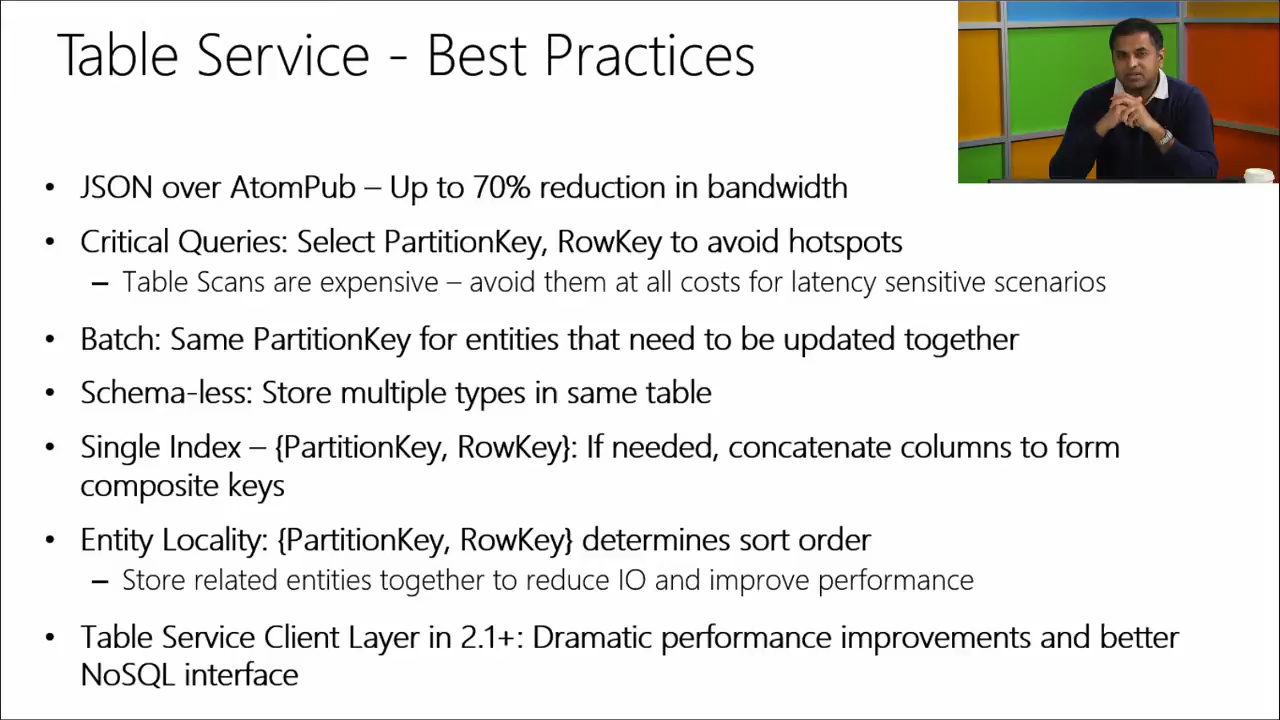 Table Service - Best Practices
• JSON over AtomPub – Up to 70% reduction in bandwidth
• Critical Queries: Select PartitionKey, RowKey to avoid hotspots
– Table Scans are expensive – avoid them at all costs for latency sensitive scenarios
• Batch: Same PartitionKey for entities that need to be updated together
• Schema-less: Store multiple types in same table
• Single Index – {PartitionKey, RowKey}: If needed, concatenate columns to form
composite keys
• Entity Locality: {PartitionKey, RowKey} determines sort order
– Store related entities together to reduce IO and improve performance
• Table Service Client Layer in 2.1+: Dramatic performance improvements and better
NoSQL interface